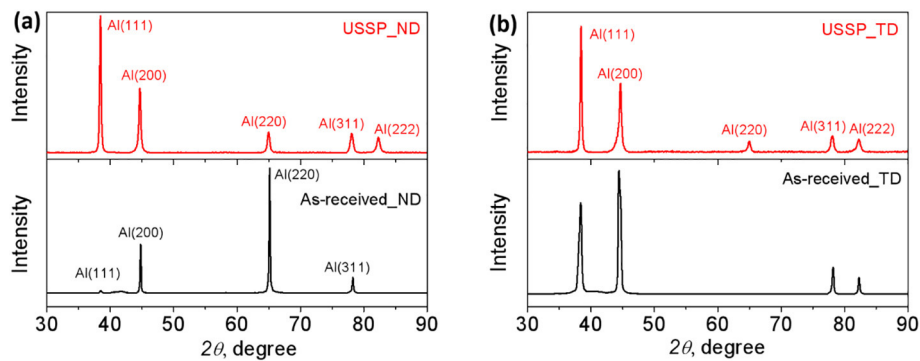 (a)
USSP_ND
Al(111)
Al(200)
Al(220)
Al(311)
Al(222)
Intensity
As-received_ND
Al(220)
Al(200)
Al(111)
Al(311)
Intensity
30 40 50 60 70 80 90
2θ, degree
(b)
USSP_TD
Al(111)
Al(200)
Al(220)
Al(311)
Al(222)
Intensity
As-received_TD
Intensity
30 40 50 60 70 80 90
2θ, degree